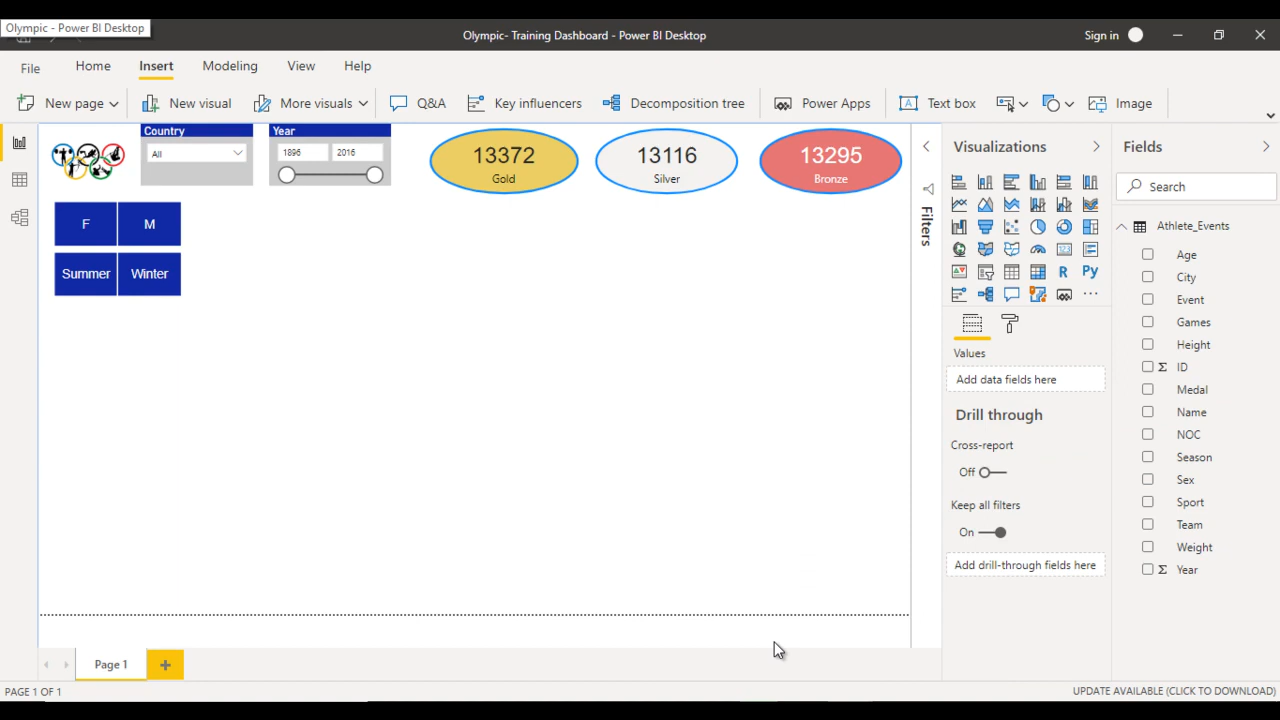 Olympic - Power BI Desktop
Olympic- Training Dashboard - Power BI Desktop
Sign in
File
Home
Insert
Modeling
View
Help
New page
New visual
More visuals
Q&A
Key influencers
Decomposition tree
Power Apps
Text box
Image
Country
All
Year
1896
2016
13372
Gold
13116
Silver
13295
Bronze
F
M
Summer
Winter
Filters
Visualizations
R
Py
Values
Add data fields here
Drill through
Cross-report
Off
Keep all filters
On
Add drill-through fields here
Fields
Search
Athlete_Events
Age
City
Event
Games
Height
Σ ID
Medal
Name
NOC
Season
Sex
Sport
Team
Weight
Σ Year
Page 1
PAGE 1 OF 1
UPDATE AVAILABLE (CLICK TO DOWNLOAD)